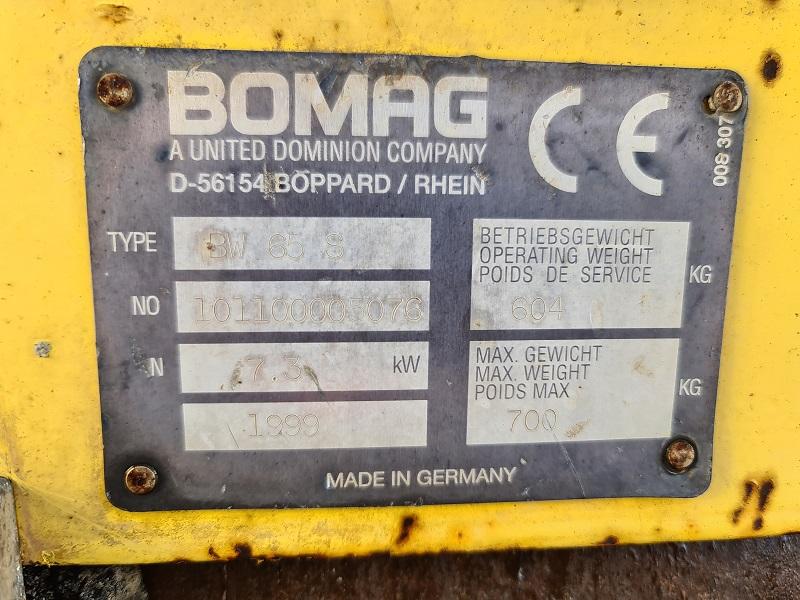 BOMAG
A UNITED DOMINION COMPANY
D-56154 BOPPARD / RHEIN
CE
008 307
TYPE BW 65 S
NO 101100005076
N 7.3 kW
1999
BETRIEBSGEWICHT
OPERATING WEIGHT
POIDS DE SERVICE
604 KG
MAX. GEWICHT
MAX. WEIGHT
POIDS MAX
700 KG
MADE IN GERMANY